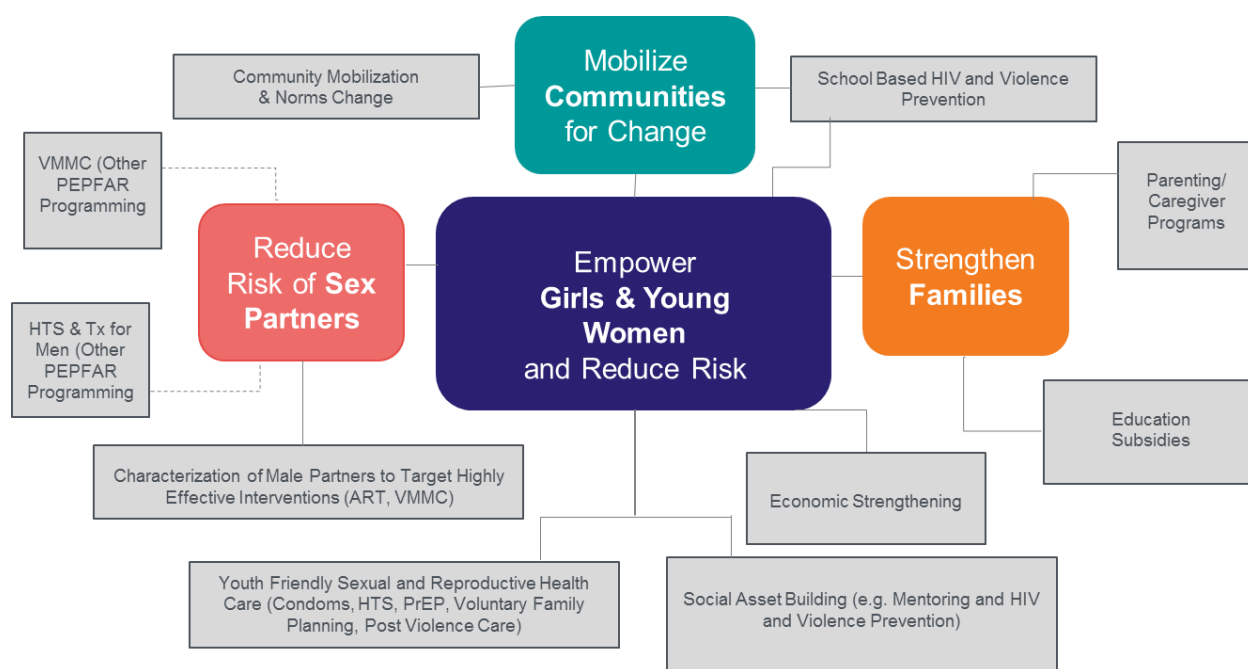 Mobilize
Communities
for Change
Community Mobilization
& Norms Change
School Based HIV and Violence
Prevention
VMMC (Other
PEPFAR
Programming
Parenting/
Caregiver
Programs
Reduce
Risk of Sex
Partners
Empower
Girls & Young
Women
and Reduce Risk
Strengthen
Families
HTS & Tx for
Men (Other
PEPFAR
Programming
Education
Subsidies
Characterization of Male Partners to Target Highly
Effective Interventions (ART, VMMC)
Economic Strengthening
Youth Friendly Sexual and Reproductive Health
Care (Condoms, HTS, PrEP, Voluntary Family
Planning, Post Violence Care)
Social Asset Building (e.g. Mentoring and HIV
and Violence Prevention)